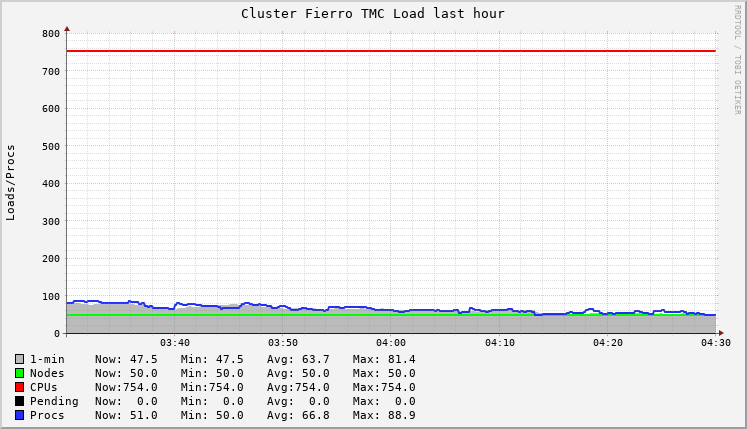 Cluster Fierro TMC Load last hour
RRDTOOL / TOBI OETIKER
Loads/Procs
800
700
600
500
400
300
200
100
0
03:40 03:50 04:00 04:10 04:20 04:30
1-min Now: 47.5 Min: 47.5 Avg: 63.7 Max: 81.4
Nodes Now: 50.0 Min: 50.0 Avg: 50.0 Max: 50.0
CPUs Now:754.0 Min:754.0 Avg:754.0 Max:754.0
Pending Now: 0.0 Min: 0.0 Avg: 0.0 Max: 0.0
Procs Now: 51.0 Min: 50.0 Avg: 66.8 Max: 88.9